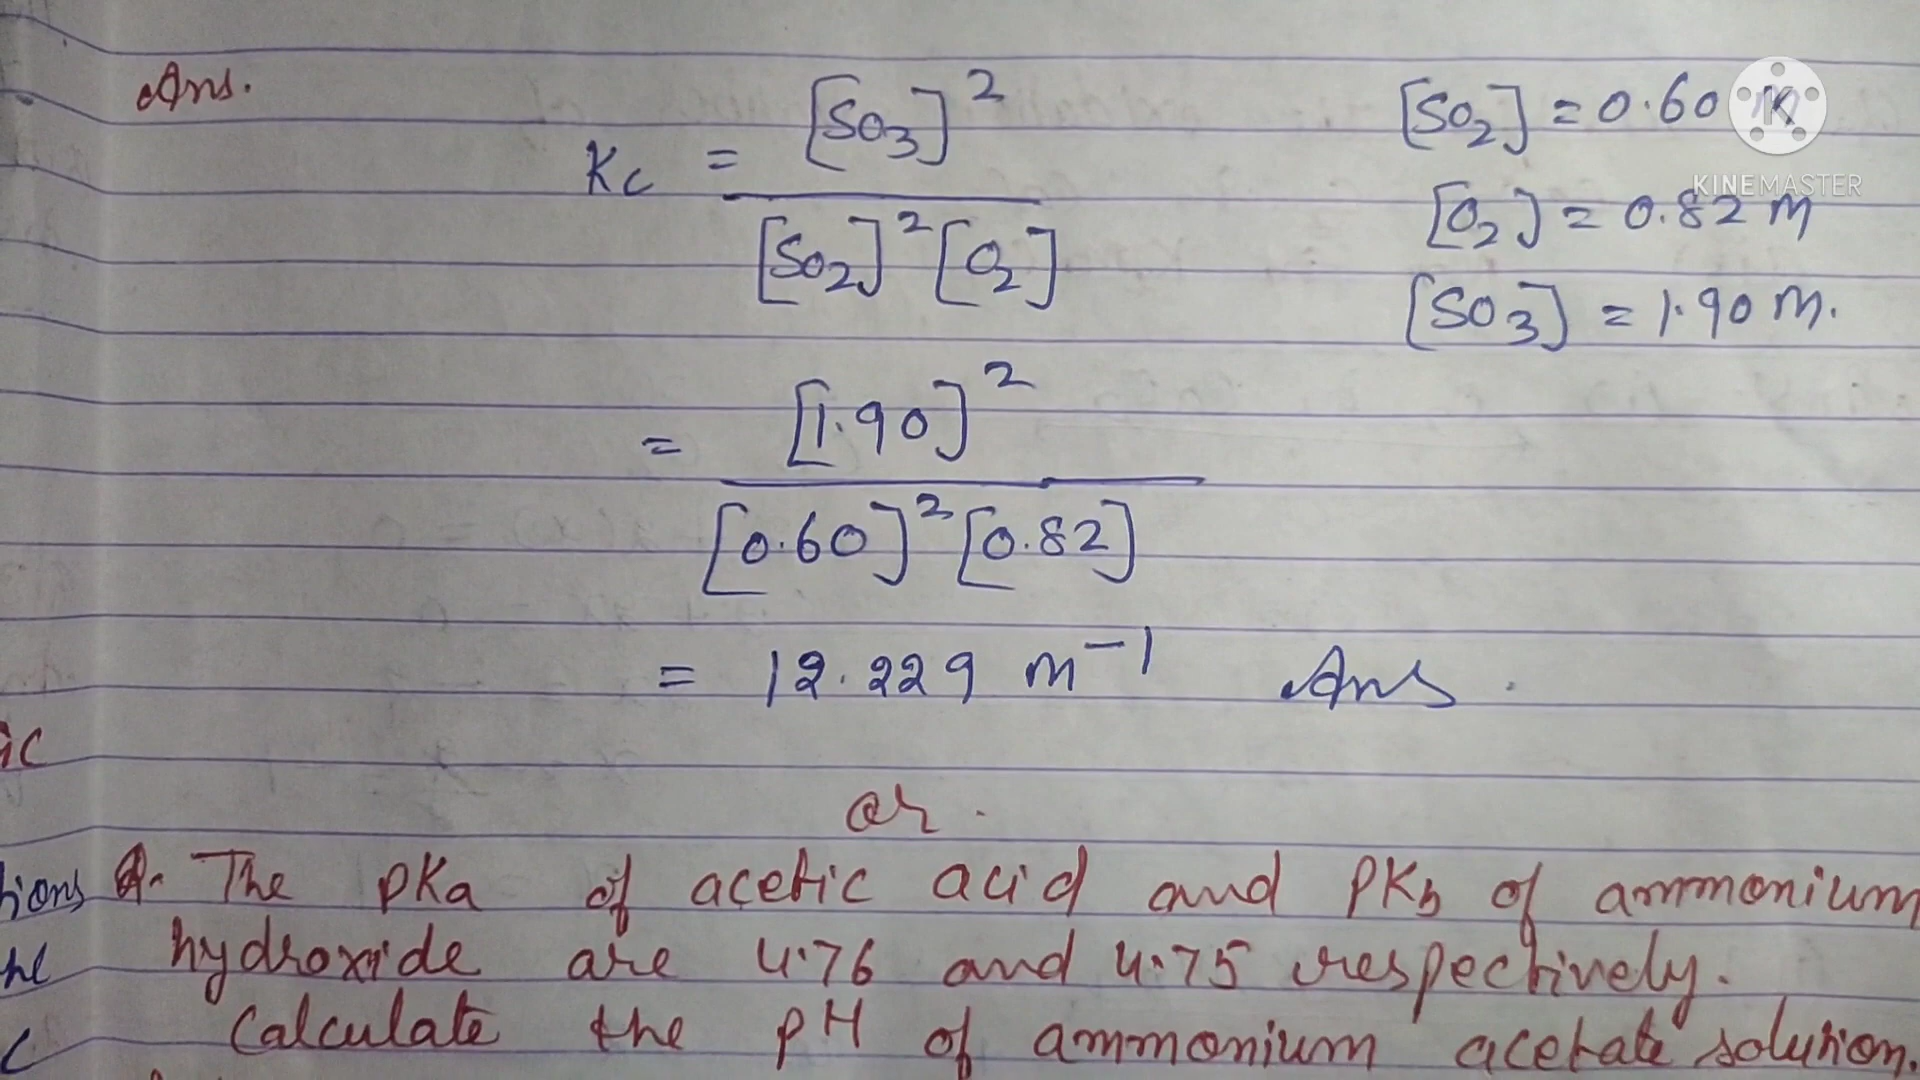 Ans.
Kc = [SO3]^2 / [SO2]^2 [O2]
[SO2] = 0.60 M
KINEMASTER
[O2] = 0.82 M
[SO3] = 1.90 M.
= [1.90]^2 / [0.60]^2 [0.82]
= 12.229 M^-1 Ans.
ic
or.
tions Q. The pKa of acetic acid and PKb of ammonium
he hydroxide are 4.76 and 4.75 respectively.
Calculate the pH of ammonium acetate solution.